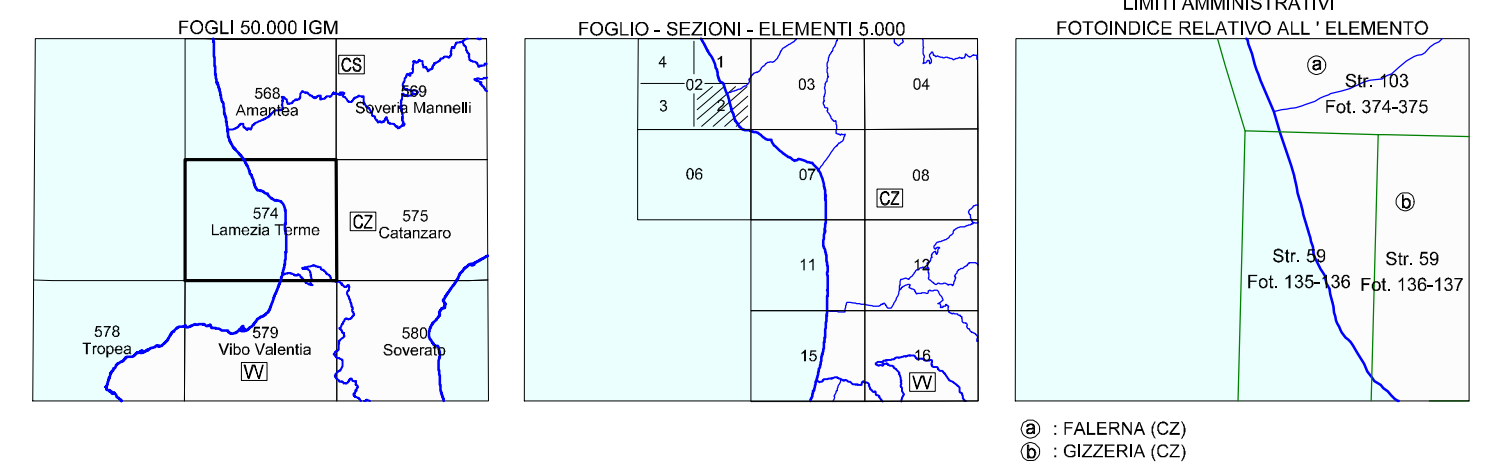 FOGLI 50.000 IGM
CS
568
Amantea
569
Soveria Mannelli
574
Lamezia Terme
CZ
575
Catanzaro
578
Tropea
579
Vibo Valentia
VV
580
Soverato
FOGLIO - SEZIONI - ELEMENTI 5.000
4
1
02
3
2
03
04
06
07
08
CZ
11
12
15
16
VV
LIMITI AMMINISTRATIVI
FOTOINDICE RELATIVO ALL ' ELEMENTO
a
Str. 103
Fot. 374-375
b
Str. 59
Fot. 135-136
Str. 59
Fot. 136-137
a : FALERNA (CZ)
b : GIZZERIA (CZ)